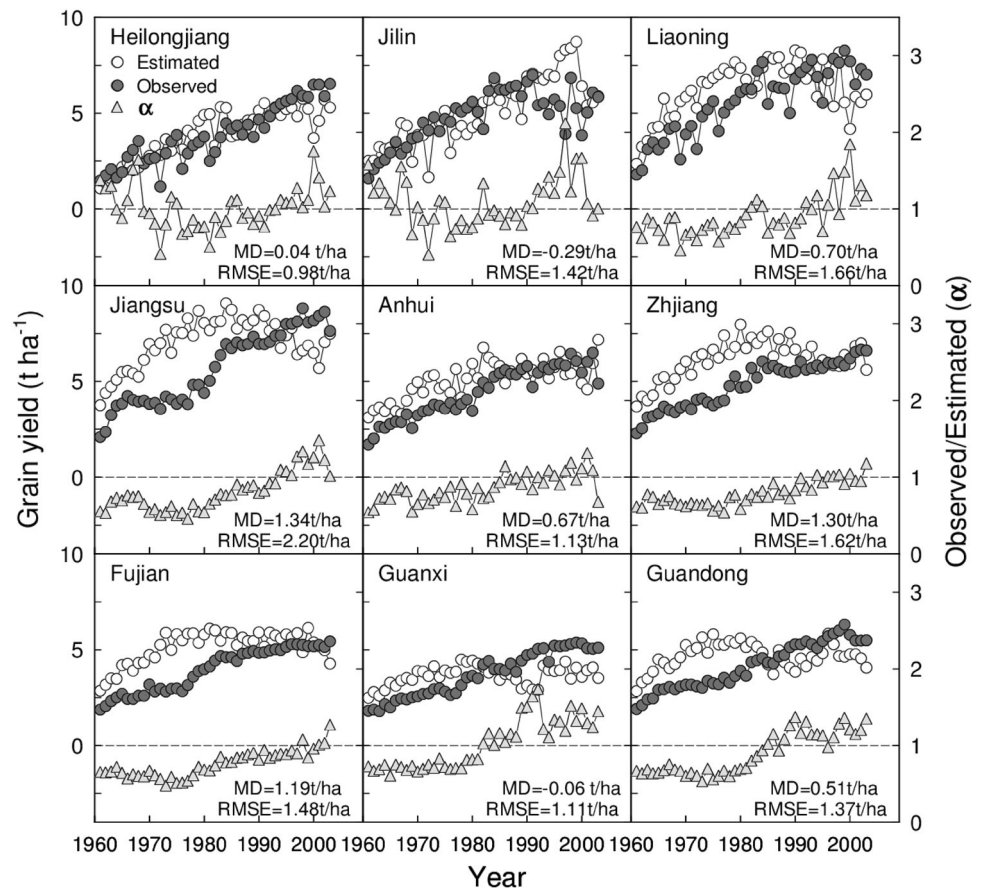 Heilongjiang
Estimated
Observed
α
MD=0.04 t/ha
RMSE=0.98t/ha
Jilin
MD=-0.29t/ha
RMSE=1.42t/ha
Liaoning
MD=0.70t/ha
RMSE=1.66t/ha
Jiangsu
MD=1.34t/ha
RMSE=2.20t/ha
Anhui
MD=0.67t/ha
RMSE=1.13t/ha
Zhjiang
MD=1.30t/ha
RMSE=1.62t/ha
Fujian
MD=1.19t/ha
RMSE=1.48t/ha
Guanxi
MD=-0.06 t/ha
RMSE=1.11t/ha
Guandong
MD=0.51t/ha
RMSE=1.37t/ha
10
5
0
10
5
0
10
5
0
3
2
1
0
3
2
1
0
3
2
1
0
1960 1970 1980 1990 2000
1960 1970 1980 1990 2000
1960 1970 1980 1990 2000
Grain yield (t ha-1)
Observed/Estimated (α)
Year